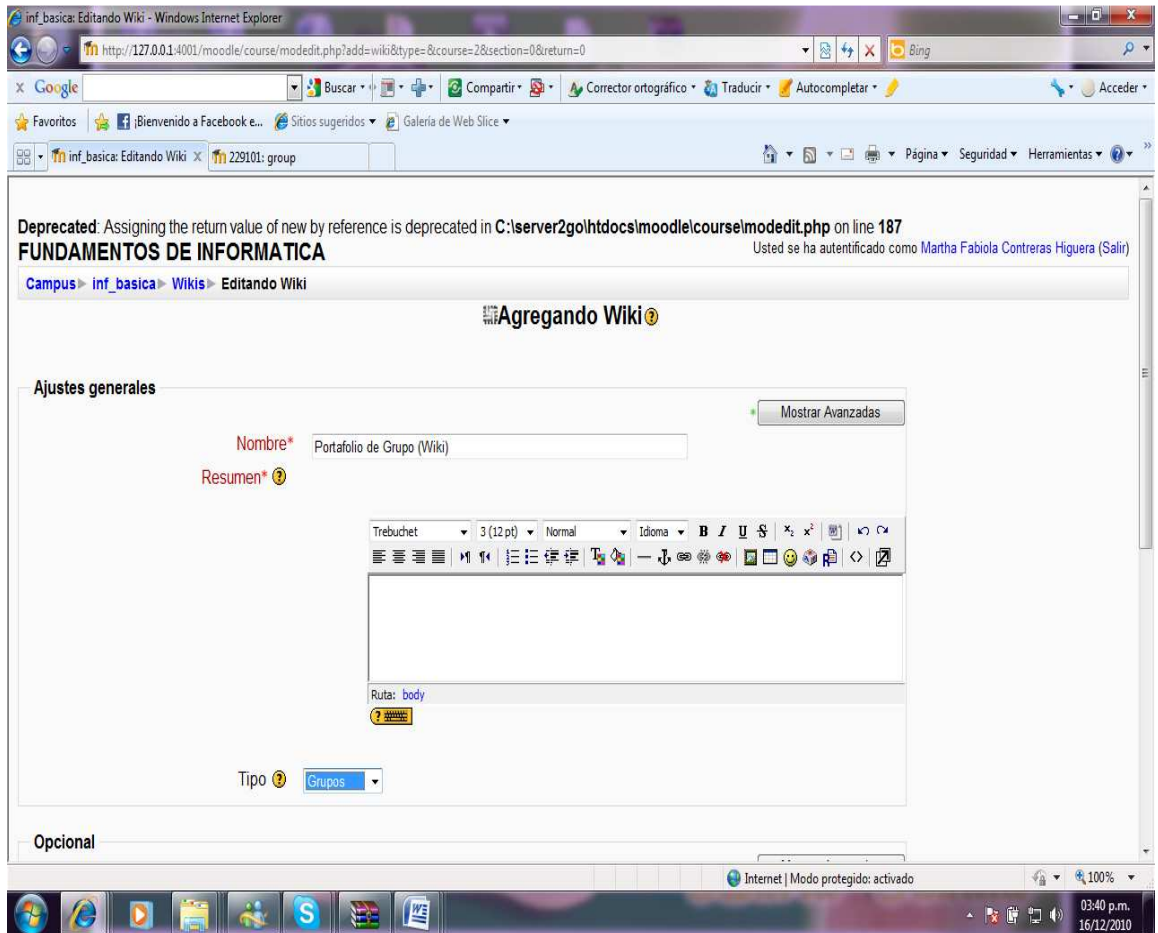 inf_basica: Editando Wiki - Windows Internet Explorer
http://127.0.0.1:4001/moodle/course/modedit.php?add=wiki&type=&course=2&section=0&return=0
Bing
x Google
Buscar
Compartir
Corrector ortográfico
Traducir
Autocompletar
Acceder
Favoritos
¡Bienvenido a Facebook e...
Sitios sugeridos
Galería de Web Slice
inf_basica: Editando Wiki X
229101: group
Página
Seguridad
Herramientas
Deprecated: Assigning the return value of new by reference is deprecated in C:\server2go\htdocs\moodle\course\modedit.php on line 187
FUNDAMENTOS DE INFORMATICA
Usted se ha autentificado como Martha Fabiola Contreras Higuera (Salir)
Campus inf_basica Wikis Editando Wiki
Agregando Wiki
Ajustes generales
* Mostrar Avanzadas
Nombre*
Portafolio de Grupo (Wiki)
Resumen*
Trebuchet
3 (12 pt)
Normal
Idioma
B I U S x₂ x²
Ruta: body
Tipo
Grupos
Opcional
Internet | Modo protegido: activado
100%
03:40 p.m.
16/12/2010